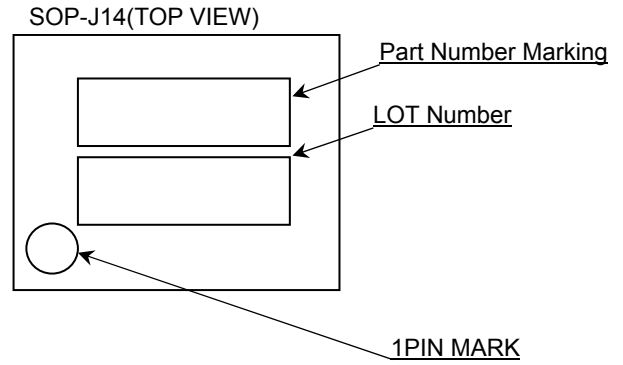 SOP-J14(TOP VIEW)
Part Number Marking
LOT Number
1PIN MARK